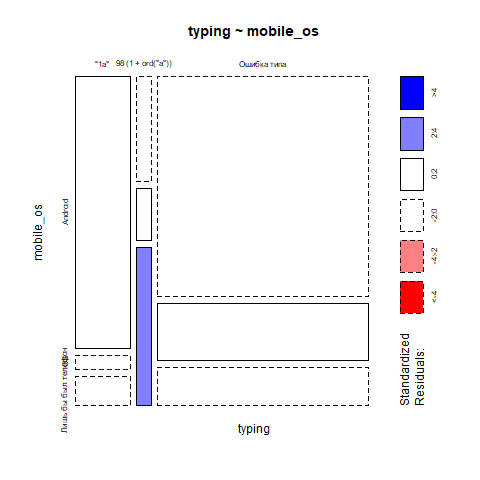 typing ~ mobile_os
"1a" 98 (1 + ord("a")) Ошибка типа
mobile_os
Android
Лишь бы был телефон
typing
Standardized
Residuals:
<-4
-4:-2
-2:0
0:2
2:4
>4